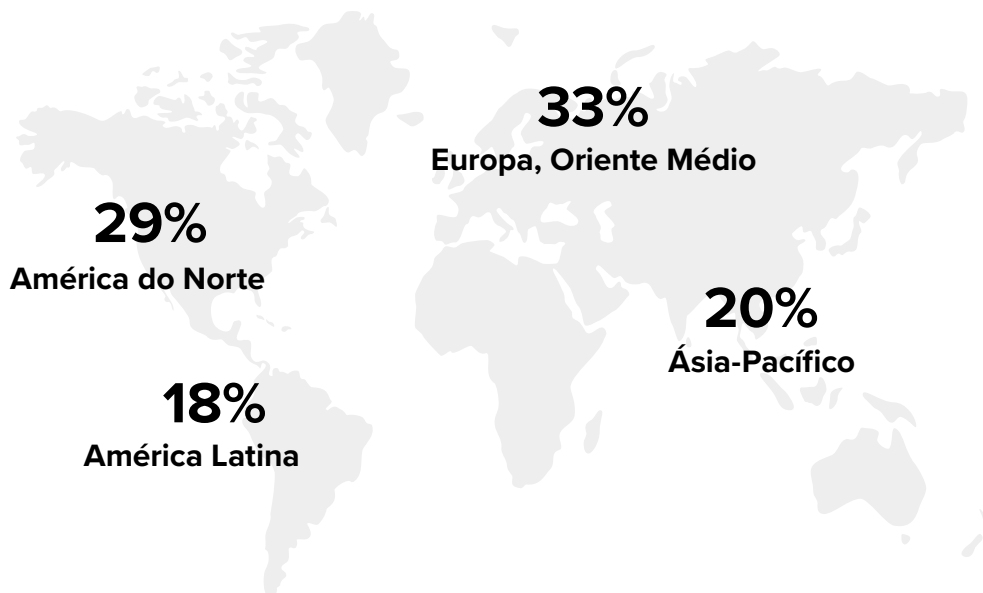 33%
Europa, Oriente Médio
29%
América do Norte
20%
Ásia-Pacífico
18%
América Latina